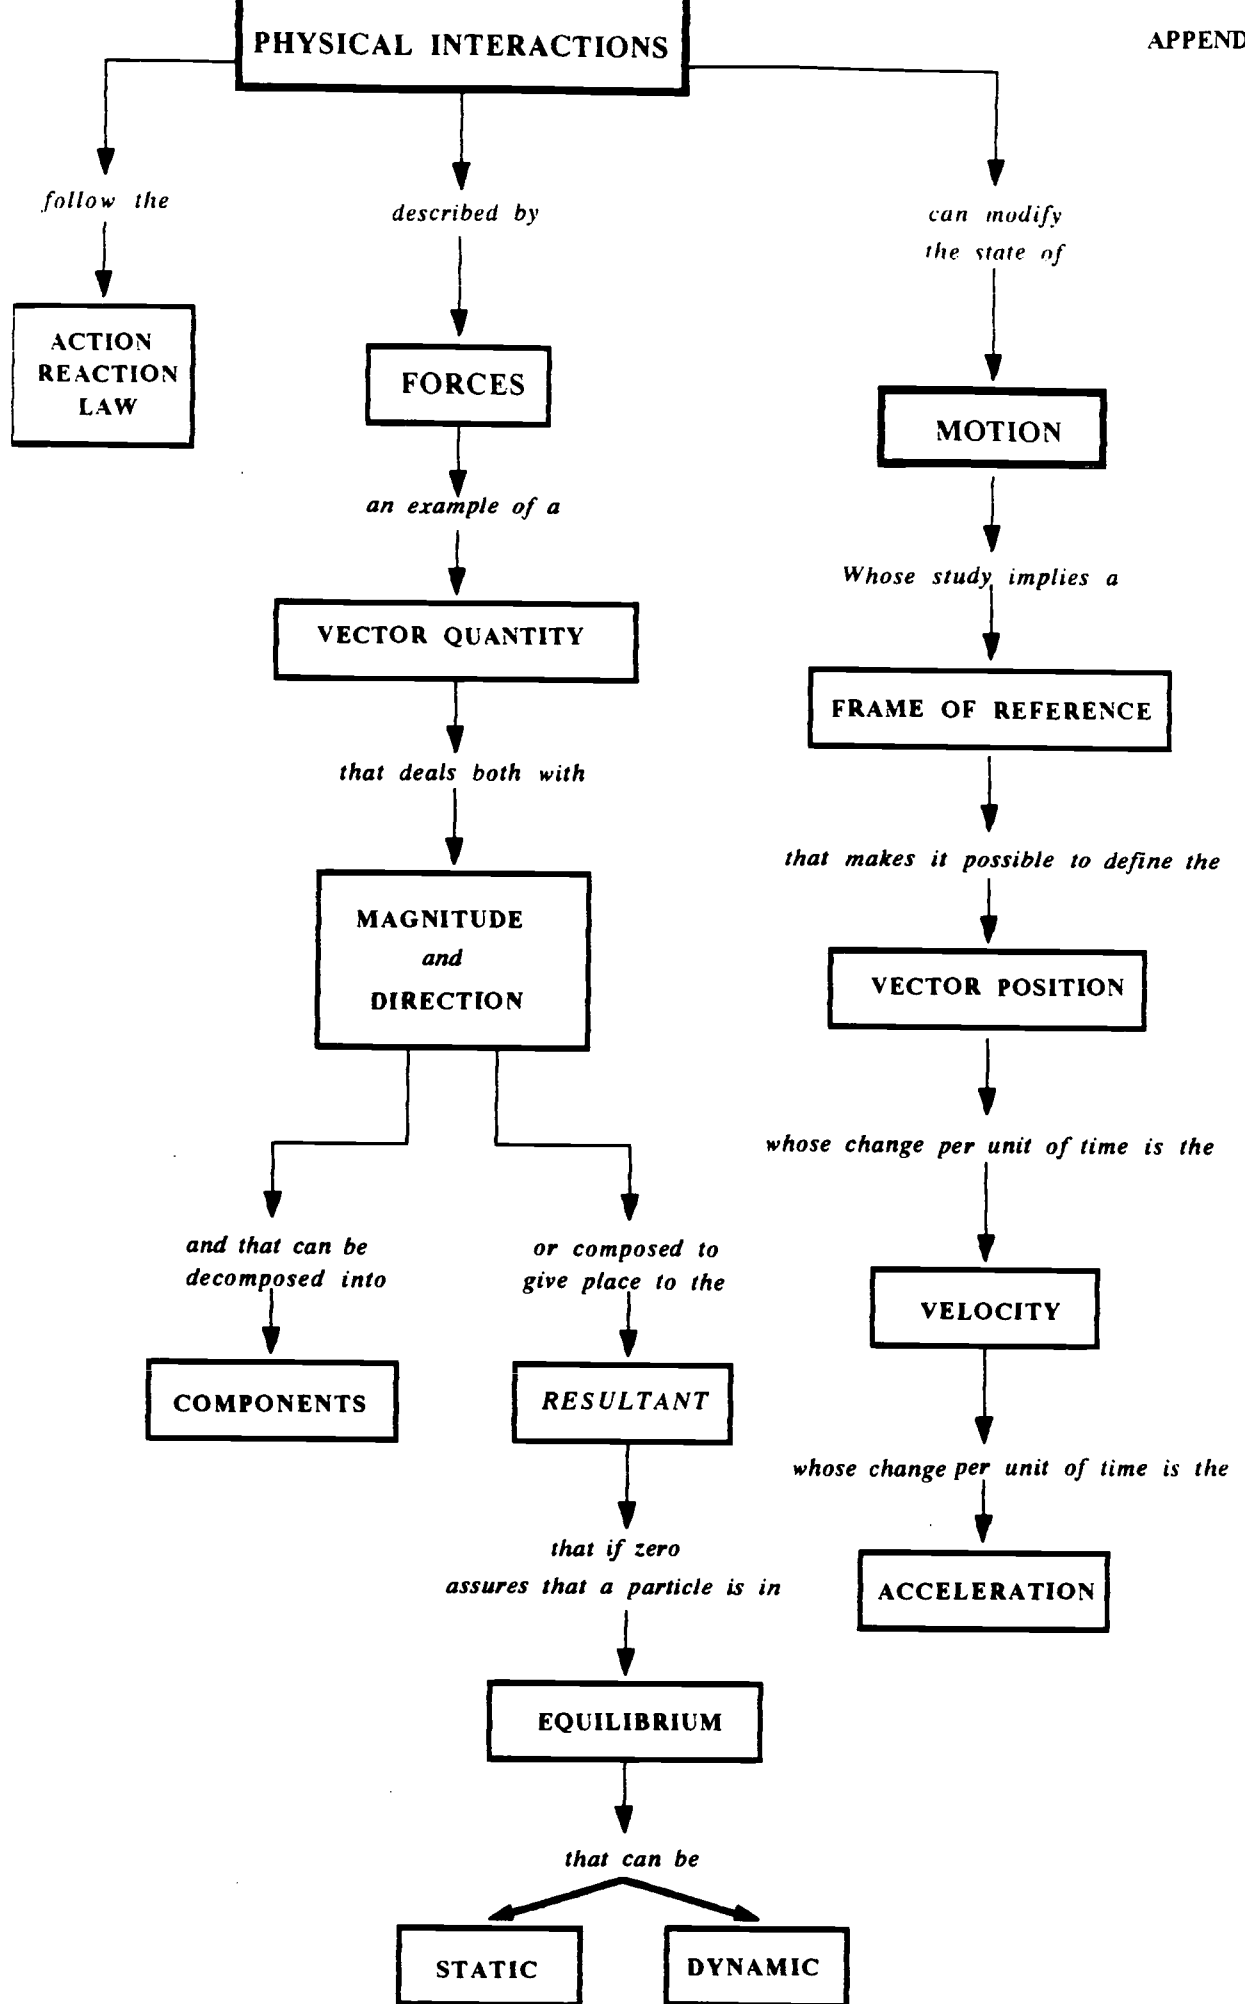 APPEND
PHYSICAL INTERACTIONS
follow the
ACTION
REACTION
LAW
described by
FORCES
an example of a
VECTOR QUANTITY
that deals both with
MAGNITUDE
and
DIRECTION
and that can be
decomposed into
COMPONENTS
or composed to
give place to the
RESULTANT
that if zero
assures that a particle is in
EQUILIBRIUM
that can be
STATIC
DYNAMIC
can modify
the state of
MOTION
Whose study implies a
FRAME OF REFERENCE
that makes it possible to define the
VECTOR POSITION
whose change per unit of time is the
VELOCITY
whose change per unit of time is the
ACCELERATION